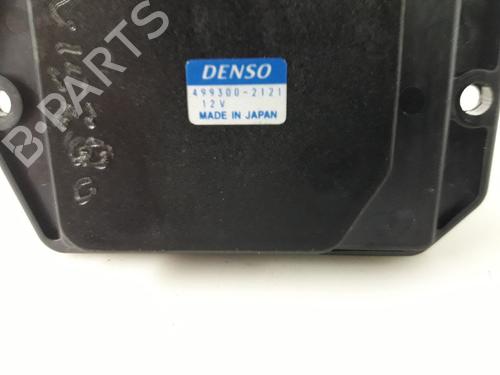 DENSO
499300-2121
12V
MADE IN JAPAN
B-PARTS